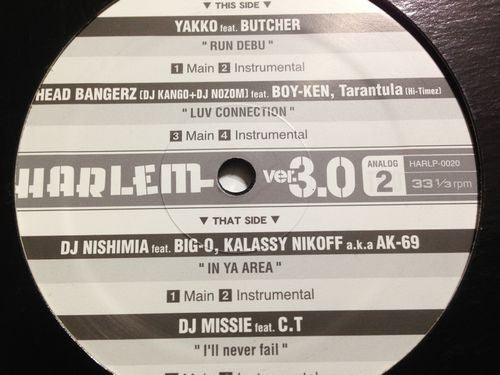 ▼ THIS SIDE ▼
YAKKO feat. BUTCHER
" RUN DEBU "
1 Main 2 Instrumental
HEAD BANGERZ [DJ KANGO+DJ NOZOM] feat. BOY-KEN, Tarantula (Hi-Timez)
" LUV CONNECTION "
3 Main 4 Instrumental
HARLEM ver.3.0 ANALOG 2 HARLP-0020 33 1/3 rpm
▼ THAT SIDE ▼
DJ NISHIMIA feat. BIG-O, KALASSY NIKOFF a.k.a AK-69
" IN YA AREA "
1 Main 2 Instrumental
DJ MISSIE feat. C.T
" I'll never fail "